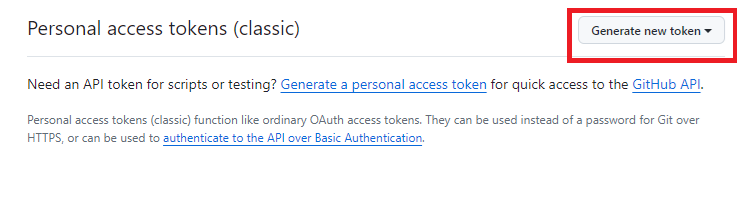 Personal access tokens (classic)
Generate new token
Need an API token for scripts or testing? Generate a personal access token for quick access to the GitHub API.
Personal access tokens (classic) function like ordinary OAuth access tokens. They can be used instead of a password for Git over
HTTPS, or can be used to authenticate to the API over Basic Authentication.